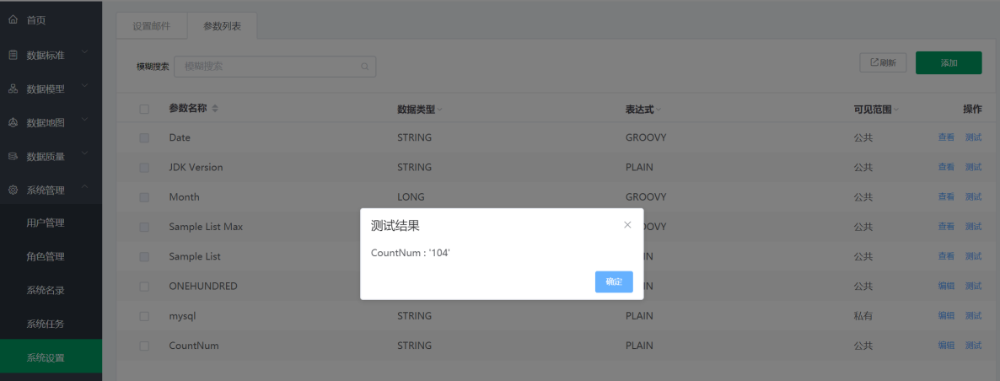 首页
数据标准
数据模型
数据地图
数据质量
系统管理
用户管理
角色管理
系统名录
系统任务
系统设置
设置邮件 参数列表
模糊搜索 模糊搜索 刷新 添加
参数名称 数据类型 表达式 可见范围 操作
Date STRING GROOVY 公共 查看 测试
JDK Version STRING PLAIN 公共 查看 测试
Month LONG GROOVY 公共 查看 测试
Sample List Max OOVY 公共 查看 测试
Sample List IN 公共 查看 测试
ONEHUNDRED IN 公共 编辑 测试
mysql STRING PLAIN 私有 编辑 测试
CountNum STRING PLAIN 公共 编辑 测试
测试结果
CountNum : '104'
确定